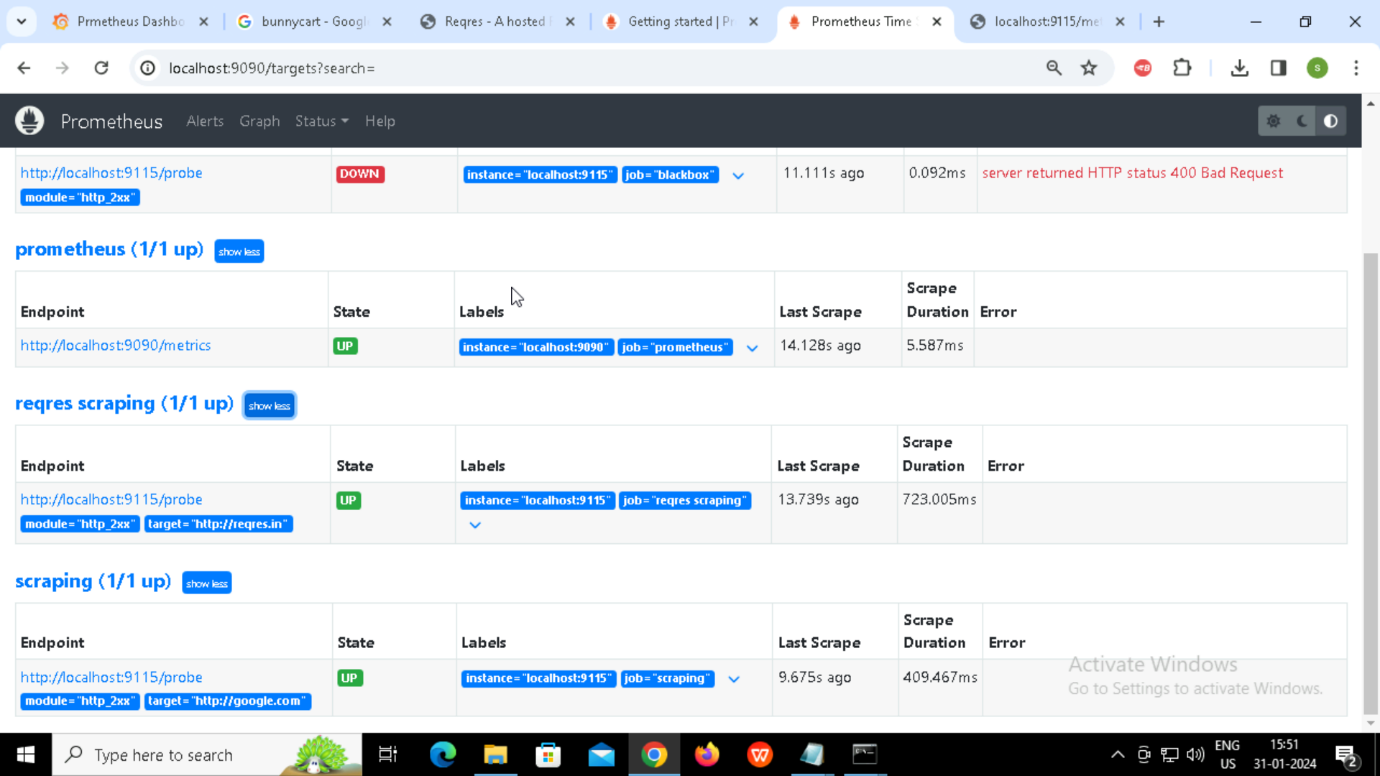 Prmetheus Dashbo
bunnycart - Google
Reqres - A hosted
Getting started | Pr
Prometheus Time
localhost:9115/me
localhost:9090/targets?search=
S
Prometheus Alerts Graph Status Help
http://localhost:9115/probe
module="http_2xx"
DOWN
instance="localhost:9115" job="blackbox"
11.111s ago
0.092ms
server returned HTTP status 400 Bad Request
prometheus (1/1 up) show less
Endpoint State Labels Last Scrape Scrape Duration Error
http://localhost:9090/metrics
UP
instance="localhost:9090" job="prometheus"
14.128s ago
5.587ms
reqres scraping (1/1 up) show less
Endpoint State Labels Last Scrape Scrape Duration Error
http://localhost:9115/probe
module="http_2xx" target="http://reqres.in"
UP
instance="localhost:9115" job="reqres scraping"
13.739s ago
723.005ms
scraping (1/1 up) show less
Endpoint State Labels Last Scrape Scrape Duration Error
http://localhost:9115/probe
module="http_2xx" target="http://google.com"
UP
instance="localhost:9115" job="scraping"
9.675s ago
409.467ms
Activate Windows
Go to Settings to activate Windows.
Type here to search
ENG
US
15:51
31-01-2024
2